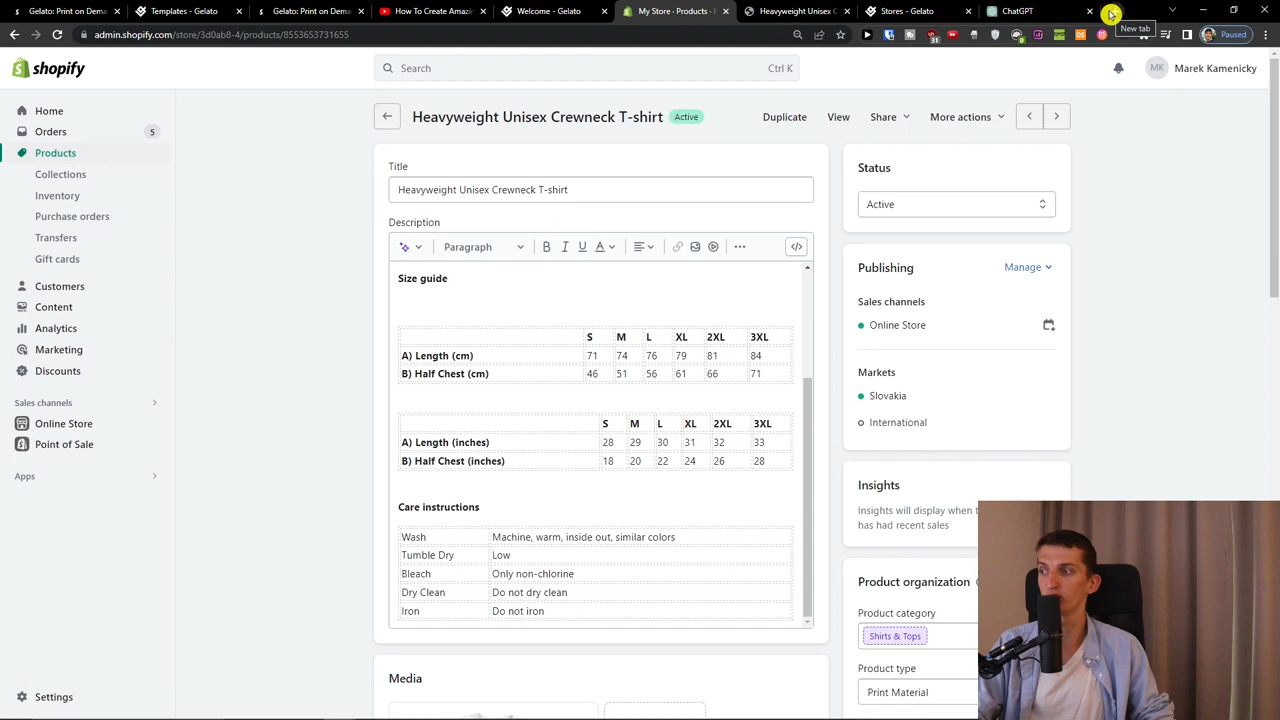 Gelato: Print on Dema
Templates - Gelato
Gelato: Print on Dema
How To Create Amazin
Welcome - Gelato
My Store · Products · H
Heavyweight Unisex C
Stores - Gelato
ChatGPT
admin.shopify.com/store/3d0ab8-4/products/8553653731655
31
Paused
New tab
shopify
Search
Ctrl K
MK
Marek Kamenicky
Home
Orders
5
Products
Collections
Inventory
Purchase orders
Transfers
Gift cards
Customers
Content
Analytics
Marketing
Discounts
Sales channels
Online Store
Point of Sale
Apps
Settings
Heavyweight Unisex Crewneck T-shirt
Active
Duplicate
View
Share
More actions
Title
Heavyweight Unisex Crewneck T-shirt
Description
Paragraph
B I U A
Size guide
S M L XL 2XL 3XL
A) Length (cm) 71 74 76 79 81 84
B) Half Chest (cm) 46 51 56 61 66 71
S M L XL 2XL 3XL
A) Length (inches) 28 29 30 31 32 33
B) Half Chest (inches) 18 20 22 24 26 28
Care instructions
Wash Machine, warm, inside out, similar colors
Tumble Dry Low
Bleach Only non-chlorine
Dry Clean Do not dry clean
Iron Do not iron
Media
Status
Active
Publishing
Manage
Sales channels
Online Store
Markets
Slovakia
International
Insights
Insights will display when t
has had recent sales
Product organization
Product category
Shirts & Tops
Product type
Print Material